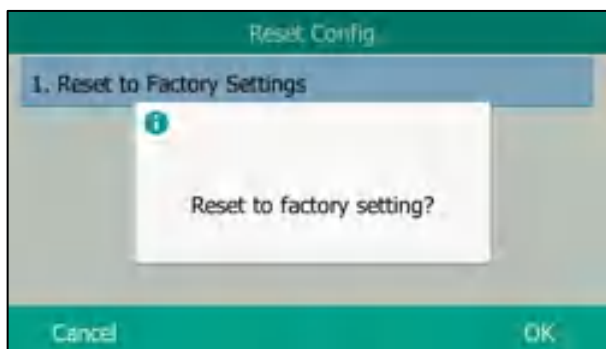 Reset Config
1. Reset to Factory Settings
Reset to factory setting?
Cancel OK